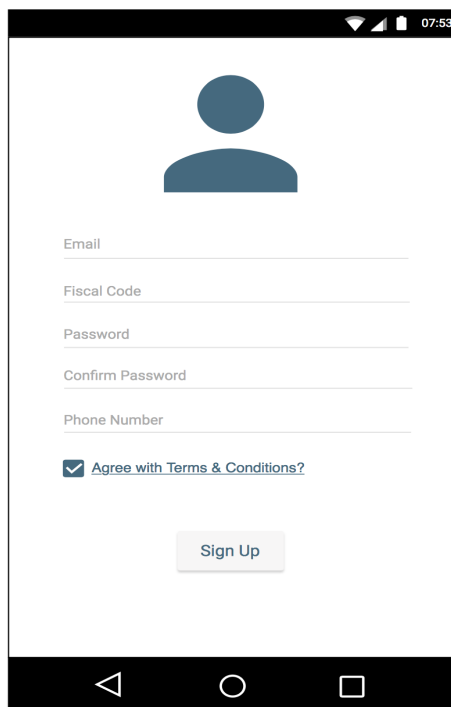 07:53
Email
Fiscal Code
Password
Confirm Password
Phone Number
Agree with Terms & Conditions?
Sign Up